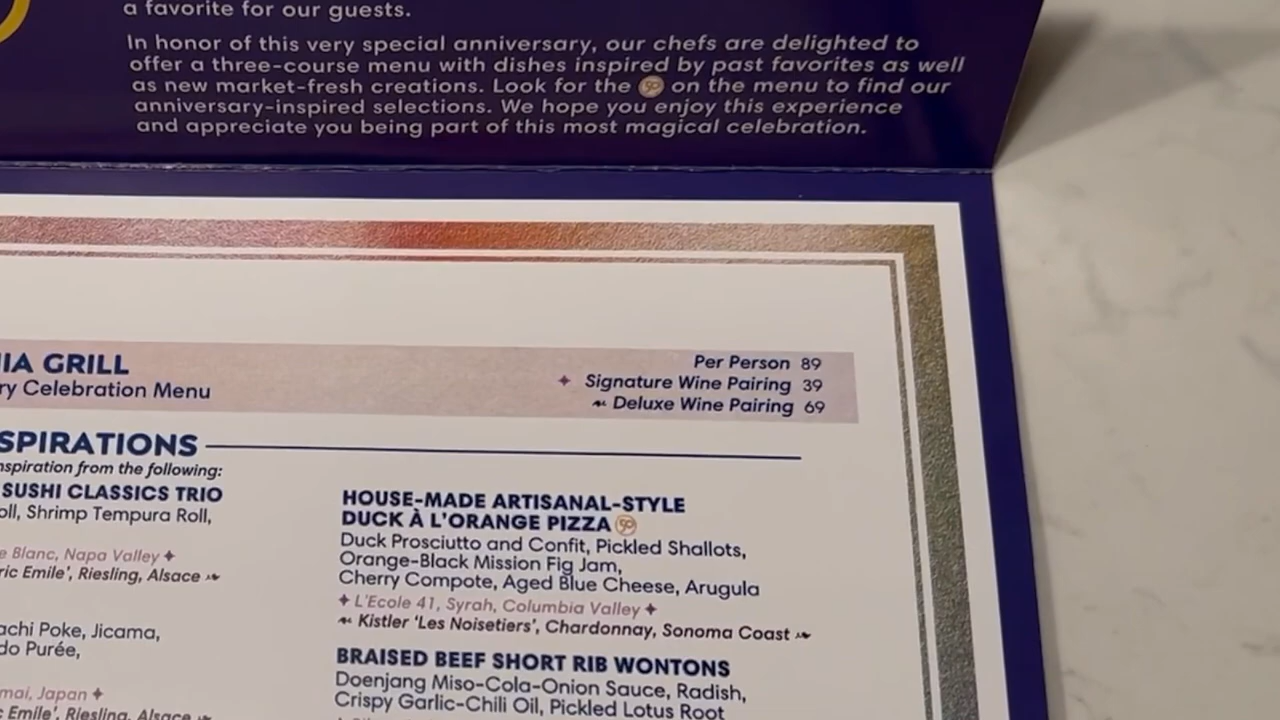 a favorite for our guests.
In honor of this very special anniversary, our chefs are delighted to
offer a three-course menu with dishes inspired by past favorites as well
as new market-fresh creations. Look for the 50 on the menu to find our
anniversary-inspired selections. We hope you enjoy this experience
and appreciate you being part of this most magical celebration.
IA GRILL
ry Celebration Menu
Per Person 89
Signature Wine Pairing 39
Deluxe Wine Pairing 69
SPIRATIONS
nspiration from the following:
SUSHI CLASSICS TRIO
oll, Shrimp Tempura Roll,
e Blanc, Napa Valley
ric Emile', Riesling, Alsace
achi Poke, Jicama,
do Purée,
mai, Japan
c Emile', Riesling, Alsace
HOUSE-MADE ARTISANAL-STYLE
DUCK À L'ORANGE PIZZA 50
Duck Prosciutto and Confit, Pickled Shallots,
Orange-Black Mission Fig Jam,
Cherry Compote, Aged Blue Cheese, Arugula
L'Ecole 41, Syrah, Columbia Valley
Kistler 'Les Noisetiers', Chardonnay, Sonoma Coast
BRAISED BEEF SHORT RIB WONTONS
Doenjang Miso-Cola-Onion Sauce, Radish,
Crispy Garlic-Chili Oil, Pickled Lotus Root